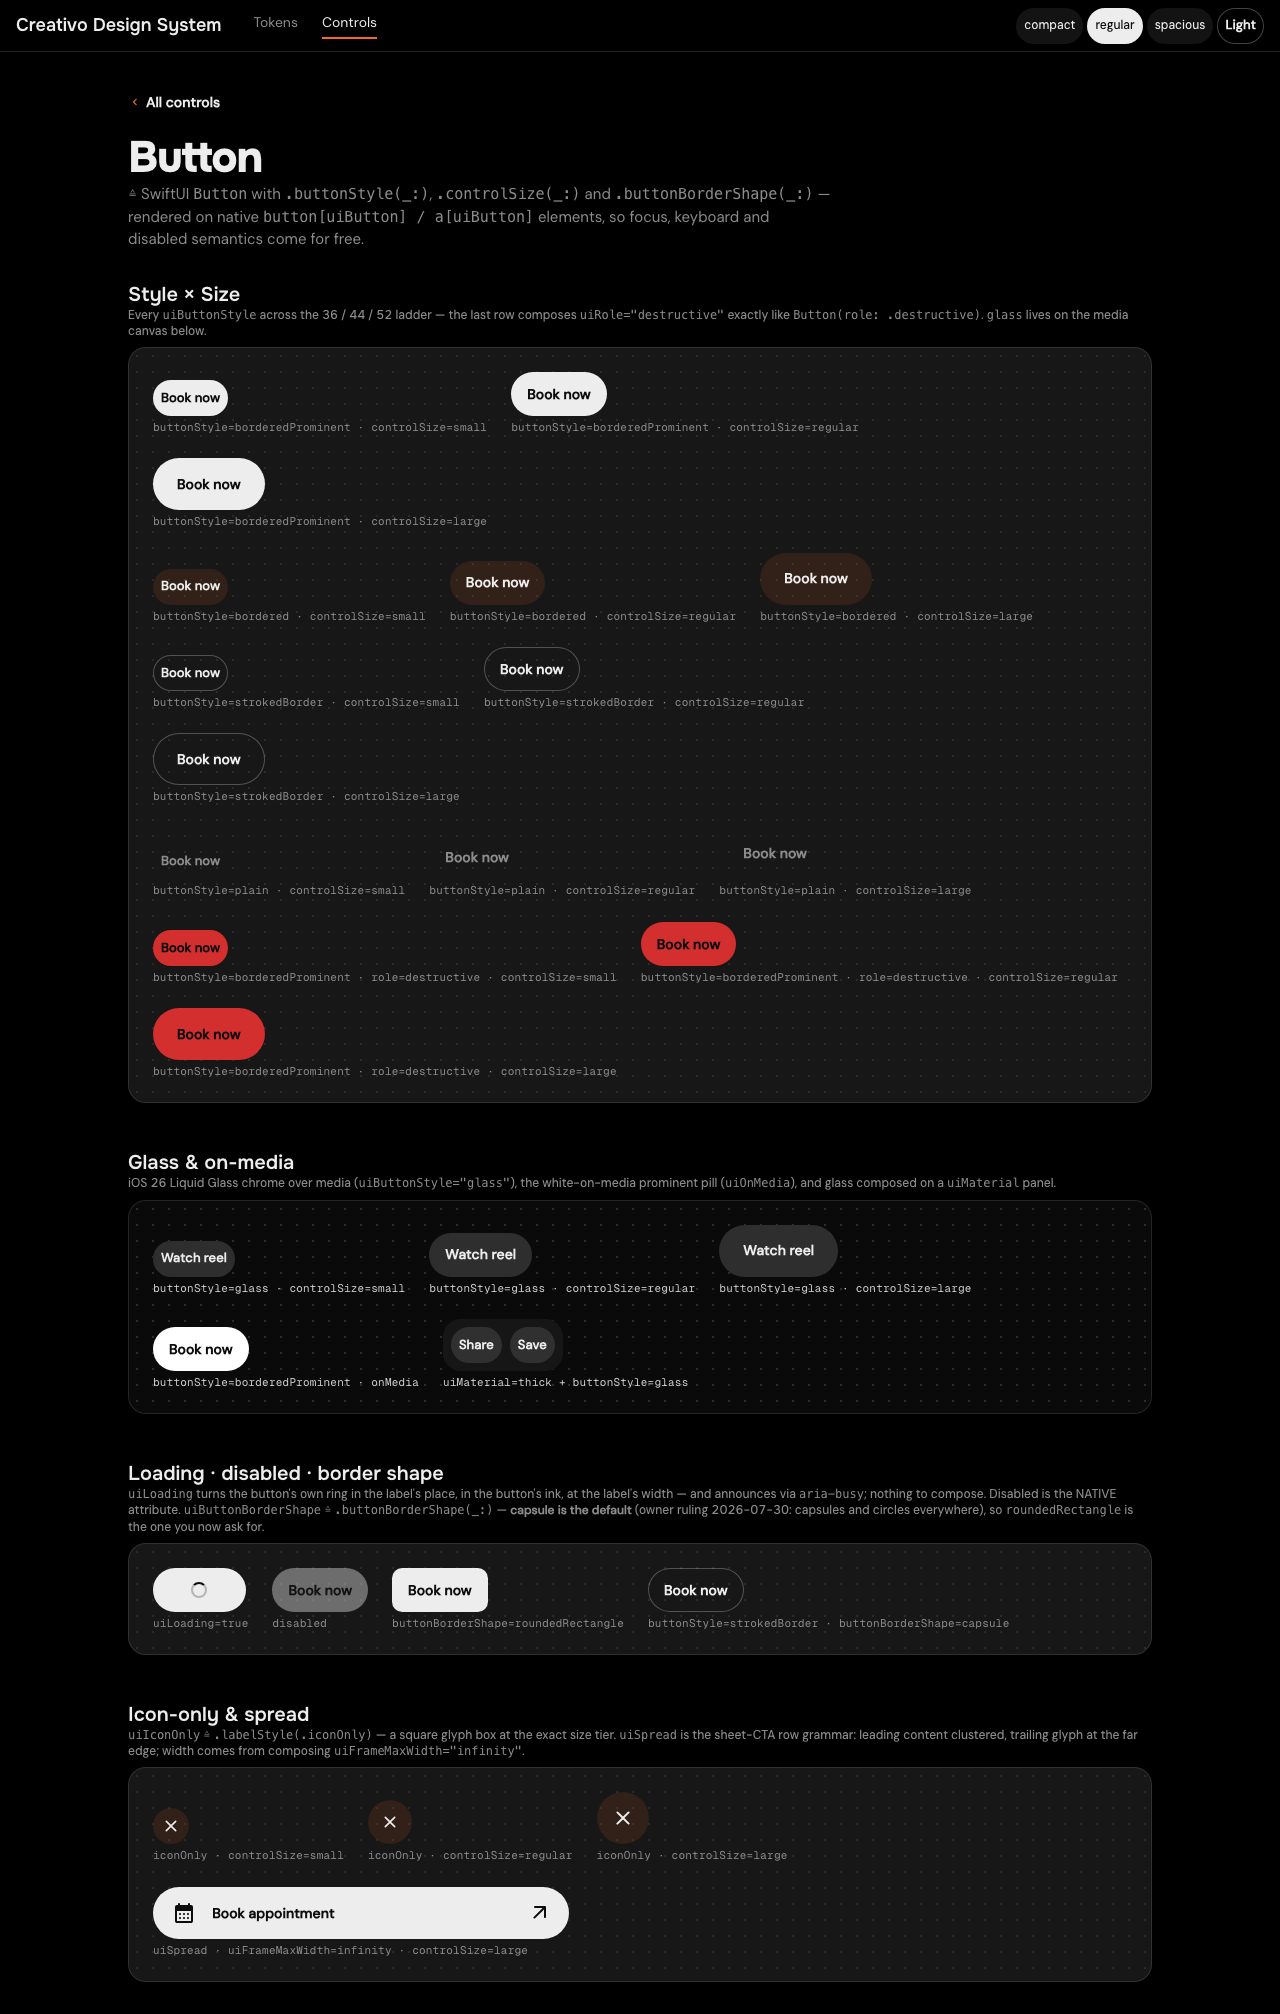 Creativo Design System
Tokens
Controls
compact
regular
spacious
Light
‹ All controls
Button
≙ SwiftUI Button with .buttonStyle(_:), .controlSize(_:) and .buttonBorderShape(_:) —
rendered on native button[uiButton] / a[uiButton] elements, so focus, keyboard and
disabled semantics come for free.
Style × Size
Every uiButtonStyle across the 36 / 44 / 52 ladder — the last row composes uiRole="destructive" exactly like Button(role: .destructive). glass lives on the media
canvas below.
Book now
Book now
buttonStyle=borderedProminent · controlSize=small
buttonStyle=borderedProminent · controlSize=regular
Book now
buttonStyle=borderedProminent · controlSize=large
Book now
Book now
Book now
buttonStyle=bordered · controlSize=small
buttonStyle=bordered · controlSize=regular
buttonStyle=bordered · controlSize=large
Book now
Book now
buttonStyle=strokedBorder · controlSize=small
buttonStyle=strokedBorder · controlSize=regular
Book now
buttonStyle=strokedBorder · controlSize=large
Book now
Book now
Book now
buttonStyle=plain · controlSize=small
buttonStyle=plain · controlSize=regular
buttonStyle=plain · controlSize=large
Book now
Book now
buttonStyle=borderedProminent · role=destructive · controlSize=small
buttonStyle=borderedProminent · role=destructive · controlSize=regular
Book now
buttonStyle=borderedProminent · role=destructive · controlSize=large
Glass & on-media
iOS 26 Liquid Glass chrome over media (uiButtonStyle="glass"), the white-on-media prominent pill (uiOnMedia), and glass composed on a uiMaterial panel.
Watch reel
Watch reel
Watch reel
buttonStyle=glass · controlSize=small
buttonStyle=glass · controlSize=regular
buttonStyle=glass · controlSize=large
Book now
Share
Save
buttonStyle=borderedProminent · onMedia
uiMaterial=thick + buttonStyle=glass
Loading · disabled · border shape
uiLoading turns the button's own ring in the label's place, in the button's ink, at the label's width — and announces via aria-busy; nothing to compose. Disabled is the NATIVE
attribute. uiButtonBorderShape ≙ .buttonBorderShape(_:) — capsule is the default (owner ruling 2026-07-30: capsules and circles everywhere), so roundedRectangle is
the one you now ask for.
Book now
Book now
Book now
uiLoading=true
disabled
buttonBorderShape=roundedRectangle
buttonStyle=strokedBorder · buttonBorderShape=capsule
Icon-only & spread
uiIconOnly ≙ .labelStyle(.iconOnly) — a square glyph box at the exact size tier. uiSpread is the sheet-CTA row grammar: leading content clustered, trailing glyph at the far
edge; width comes from composing uiFrameMaxWidth="infinity".
iconOnly · controlSize=small
iconOnly · controlSize=regular
iconOnly · controlSize=large
Book appointment
uiSpread · uiFrameMaxWidth=infinity · controlSize=large